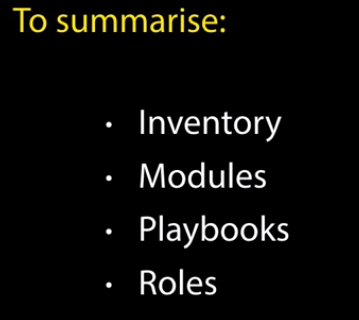 To summarise:
• Inventory
• Modules
• Playbooks
• Roles